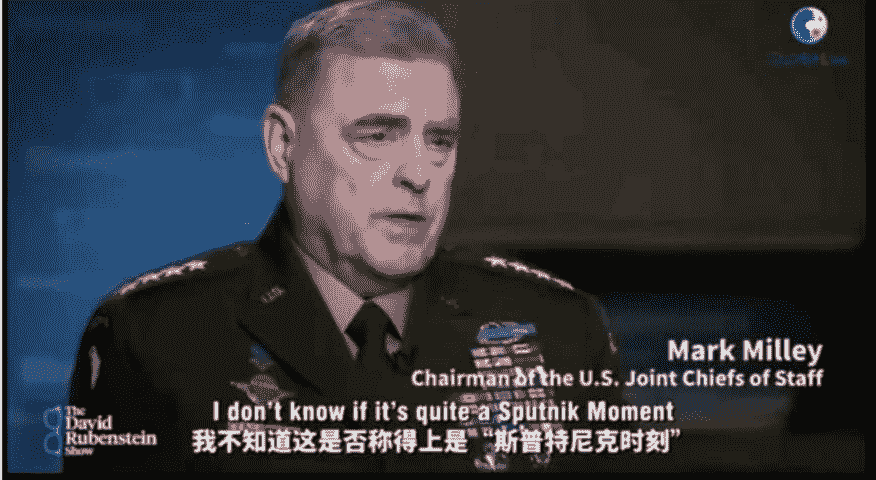 Mark Milley
Chairman of the U.S. Joint Chiefs of Staff
I don't know if it's quite a Sputnik Moment
我不知道这是否称得上是“斯普特尼克时刻”
The
David
Rubenstein
Show